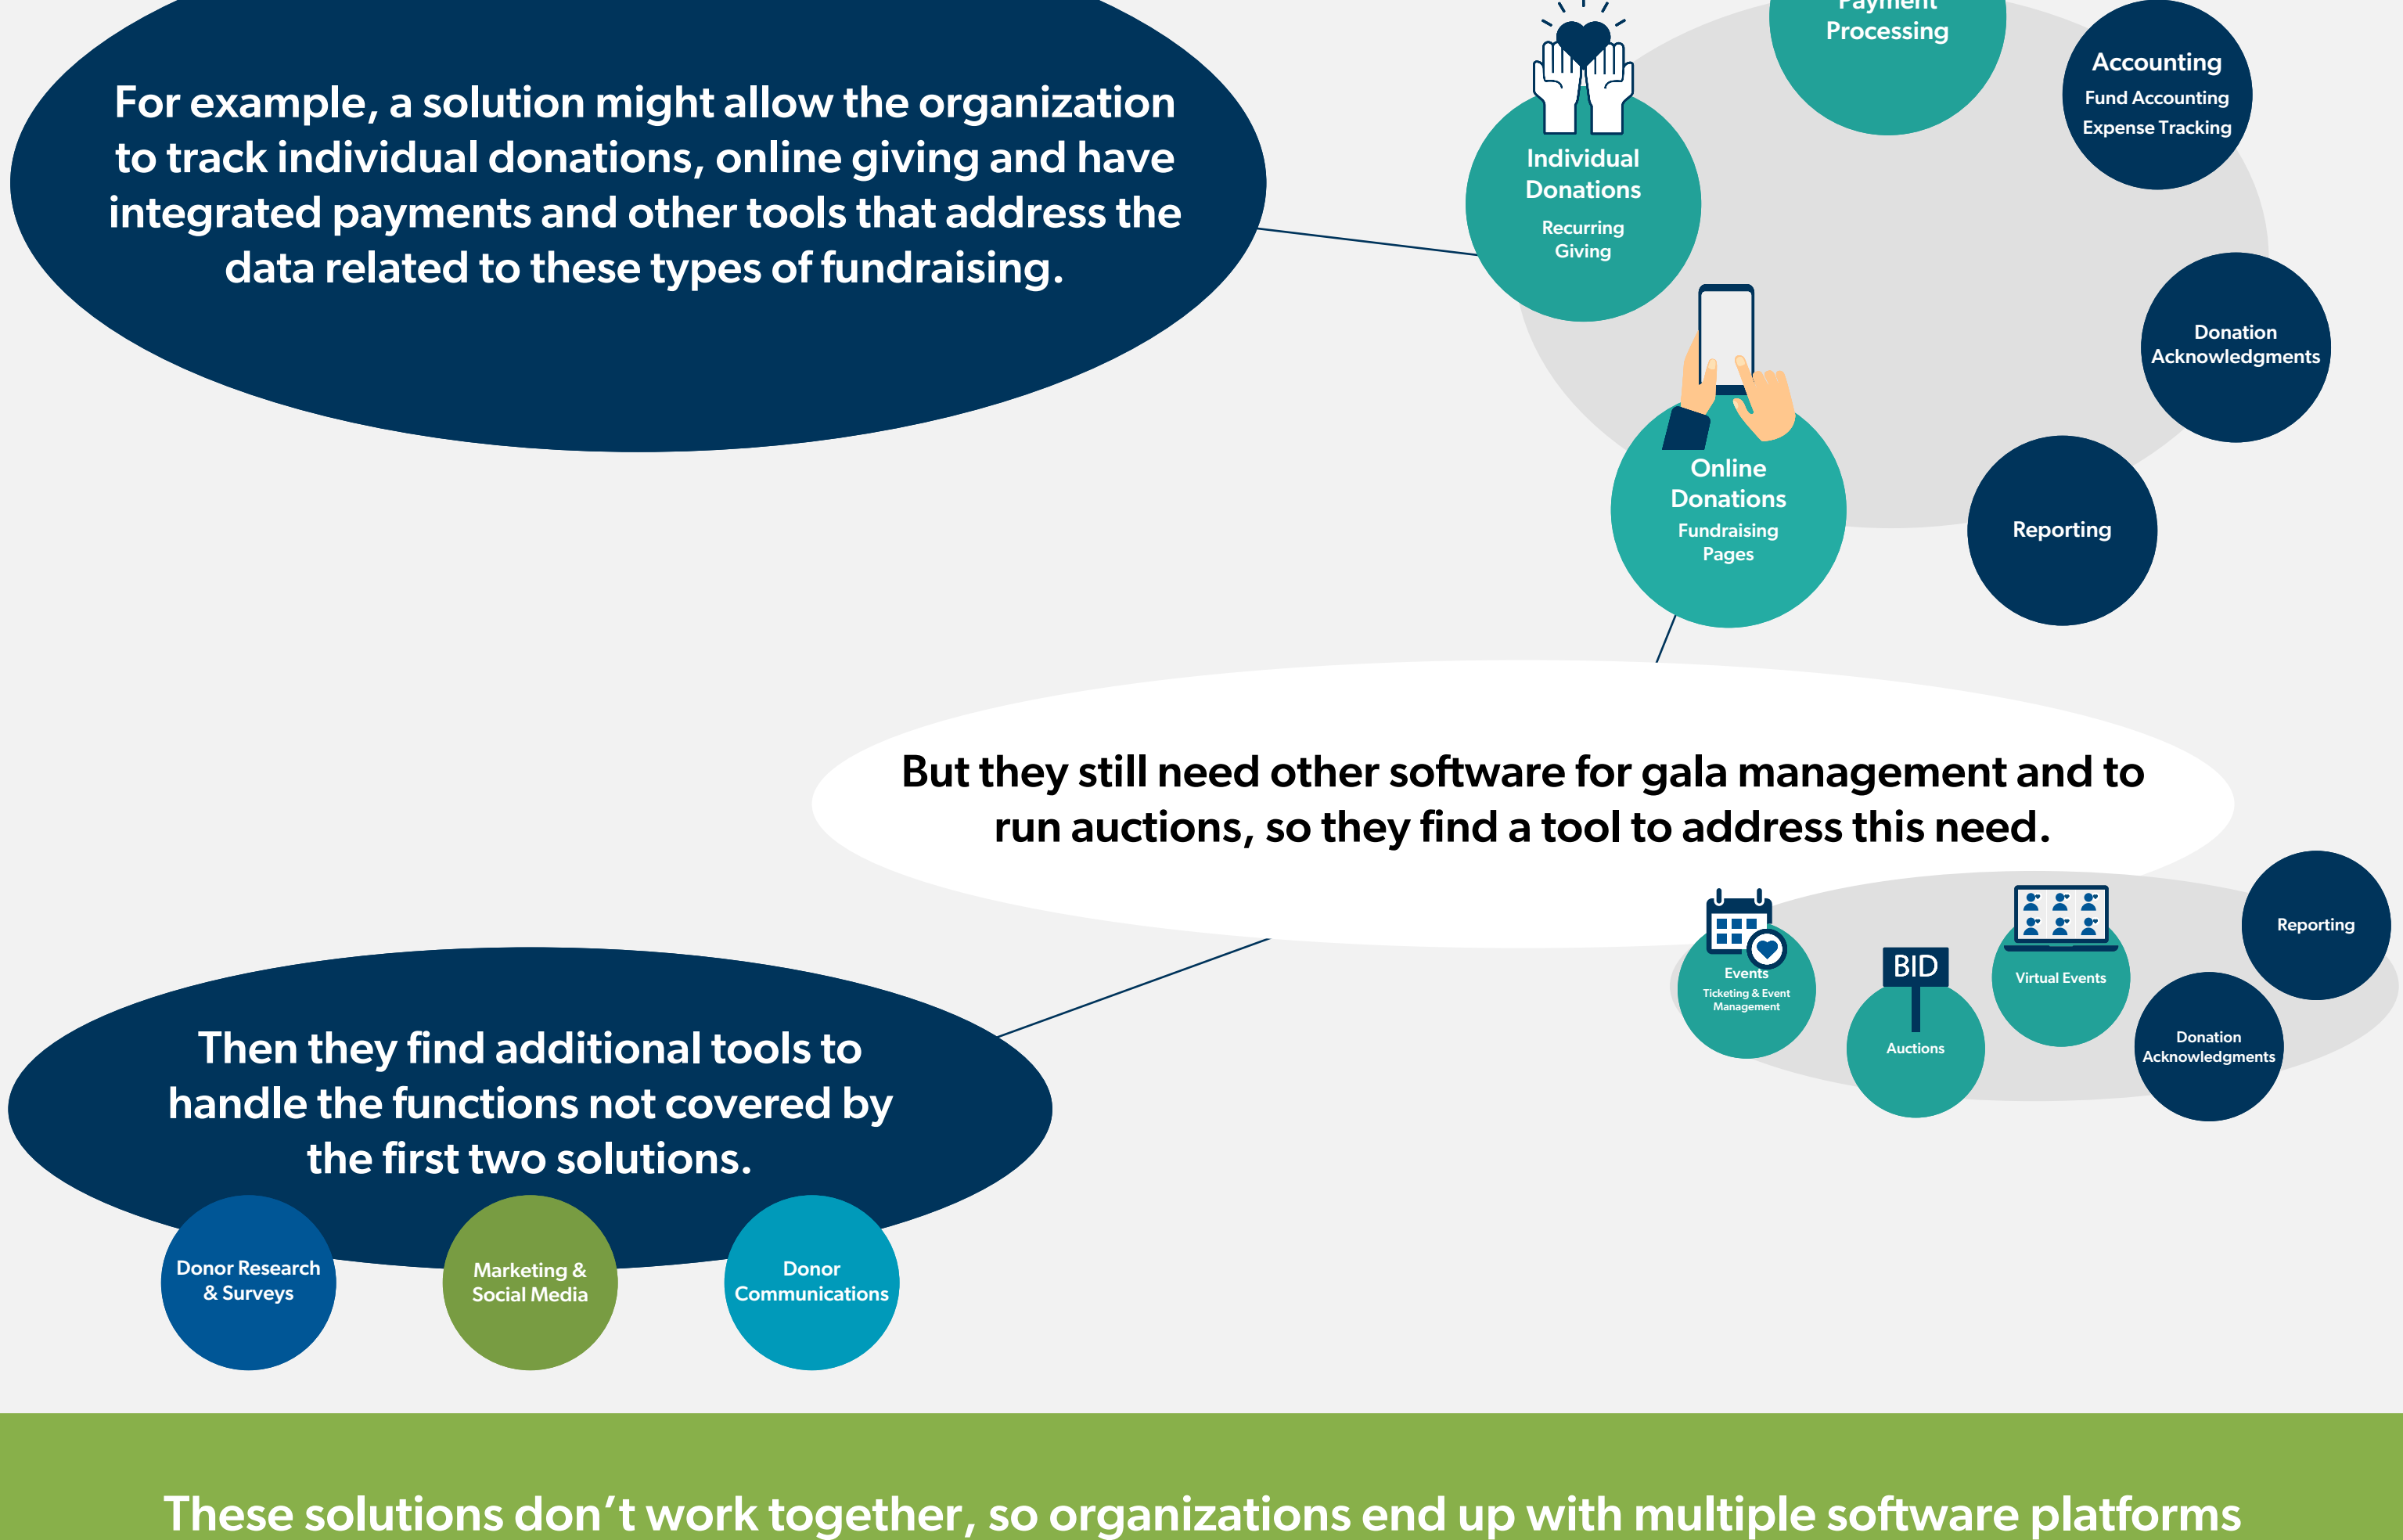 For example, a solution might allow the organization
to track individual donations, online giving and have
integrated payments and other tools that address the
data related to these types of fundraising.
Payment
Processing
Accounting
Fund Accounting
Expense Tracking
Individual
Donations
Recurring
Giving
Donation
Acknowledgments
Online
Donations
Fundraising
Pages
Reporting
But they still need other software for gala management and to
run auctions, so they find a tool to address this need.
Events
Ticketing & Event
Management
BID
Auctions
Virtual Events
Reporting
Donation
Acknowledgments
Then they find additional tools to
handle the functions not covered by
the first two solutions.
Donor Research
& Surveys
Marketing &
Social Media
Donor
Communications
These solutions don’t work together, so organizations end up with multiple software platforms